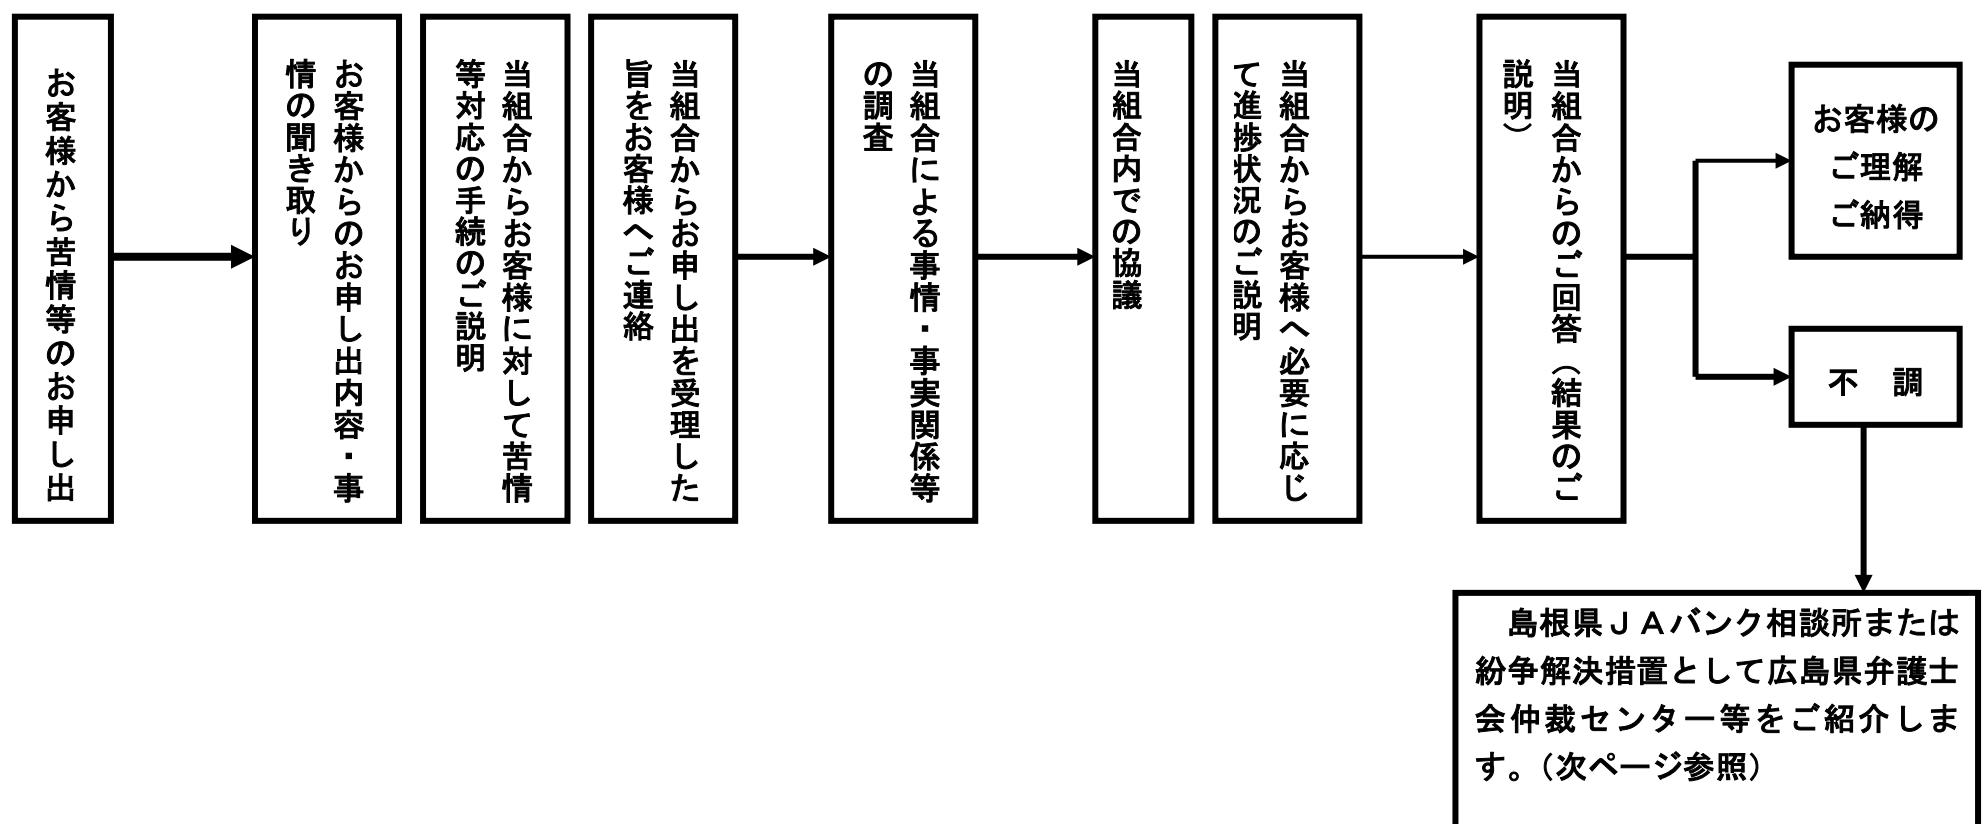 お客様から苦情等のお申し出
お客様からのお申し出内容・事
情の聞き取り
当組合からお客様に対して苦情
等対応の手続のご説明
当組合からお申し出を受理した
旨をお客様へご連絡
当組合による事情・事実関係等
の調査
当組合内での協議
当組合からお客様へ必要に応じ
て進捗状況のご説明
当組合からのご回答（結果のご
説明）
お客様の
ご理解
ご納得
不　調
島根県ＪＡバンク相談所または
紛争解決措置として広島県弁護士
会仲裁センター等をご紹介しま
す。（次ページ参照）